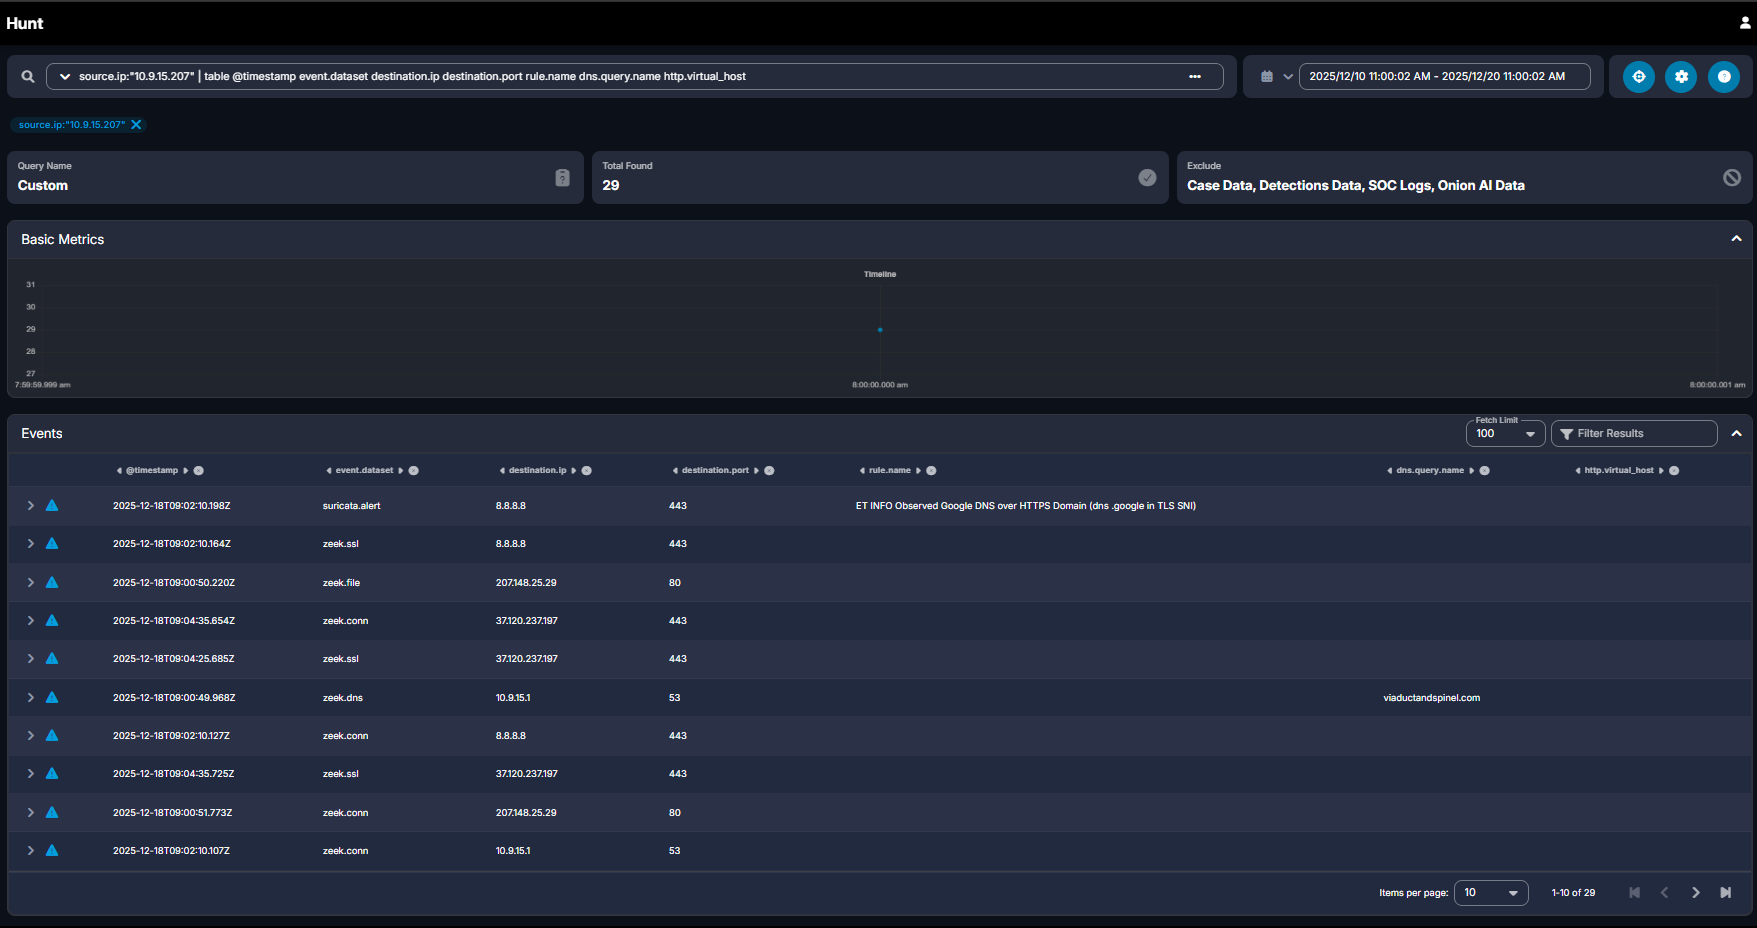 Hunt
source.ip:"10.9.15.207" | table @timestamp event.dataset destination.ip destination.port rule.name dns.query.name http.virtual_host
2025/12/10 11:00:02 AM - 2025/12/20 11:00:02 AM
source.ip:"10.9.15.207"
Query Name
Custom
Total Found
29
Exclude
Case Data, Detections Data, SOC Logs, Onion AI Data
Basic Metrics
Timeline
31
30
29
28
27
7:59:59.999 am 8:00:00.000 am 8:00:00.001 am
Events
Fetch Limit
100
Filter Results
@timestamp event.dataset destination.ip destination.port rule.name dns.query.name http.virtual_host
2025-12-18T09:02:10.198Z suricata.alert 8.8.8.8 443 ET INFO Observed Google DNS over HTTPS Domain (dns .google in TLS SNI)
2025-12-18T09:02:10.164Z zeek.ssl 8.8.8.8 443
2025-12-18T09:00:50.220Z zeek.file 207.148.25.29 80
2025-12-18T09:04:35.654Z zeek.conn 37.120.237.197 443
2025-12-18T09:04:25.685Z zeek.ssl 37.120.237.197 443
2025-12-18T09:00:49.968Z zeek.dns 10.9.15.1 53 viaductandspinel.com
2025-12-18T09:02:10.127Z zeek.conn 8.8.8.8 443
2025-12-18T09:04:35.725Z zeek.ssl 37.120.237.197 443
2025-12-18T09:00:51.773Z zeek.conn 207.148.25.29 80
2025-12-18T09:02:10.107Z zeek.conn 10.9.15.1 53
Items per page: 10 1-10 of 29